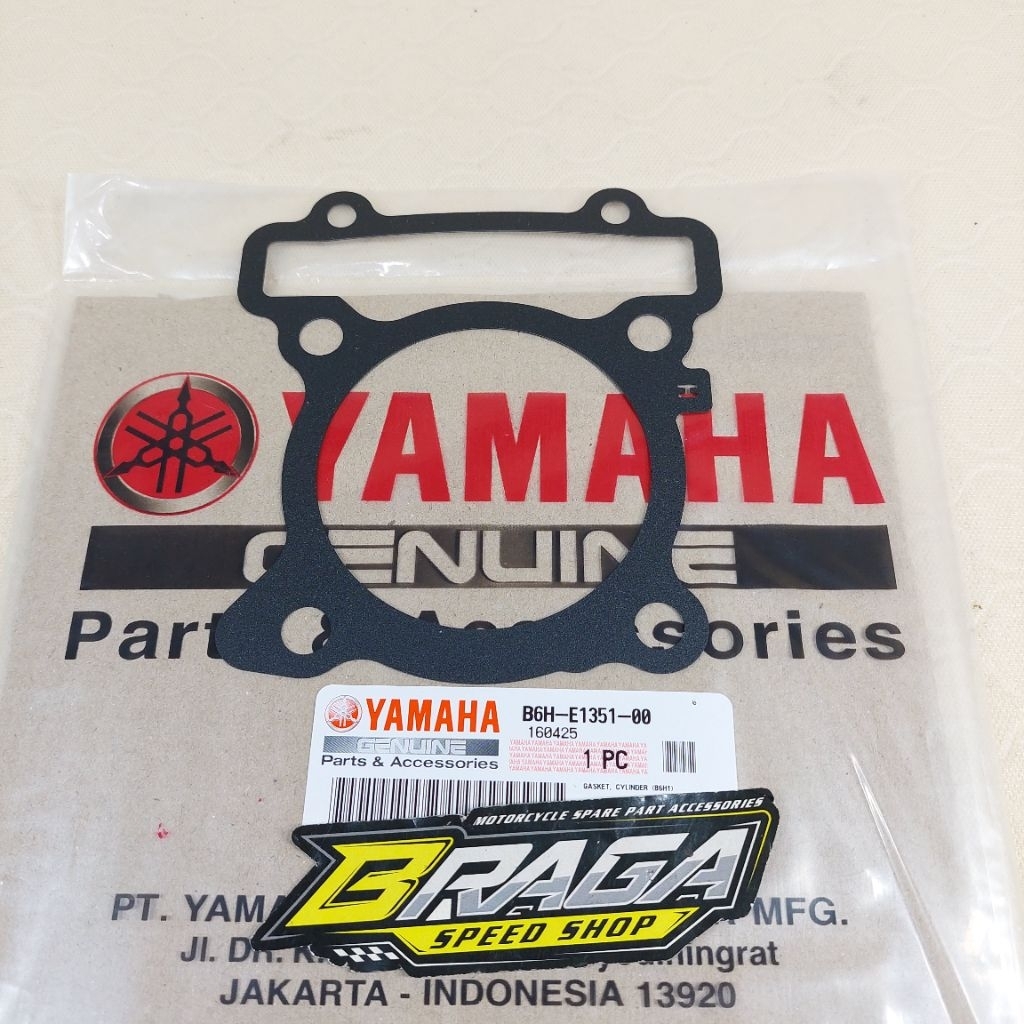 YAMAHA
GENUINE
Parts & Accessories
YAMAHA
GENUINE
Parts & Accessories
B6H-E1351-00
160425
1 PC
GASKET, CYLINDER (B6H1)
MOTORCYCLE SPARE PART ACCESSORIES
BRAGA
SPEED SHOP
PT. YAMA MFG.
Jl. DR. ningrat
JAKARTA - INDONESIA 13920